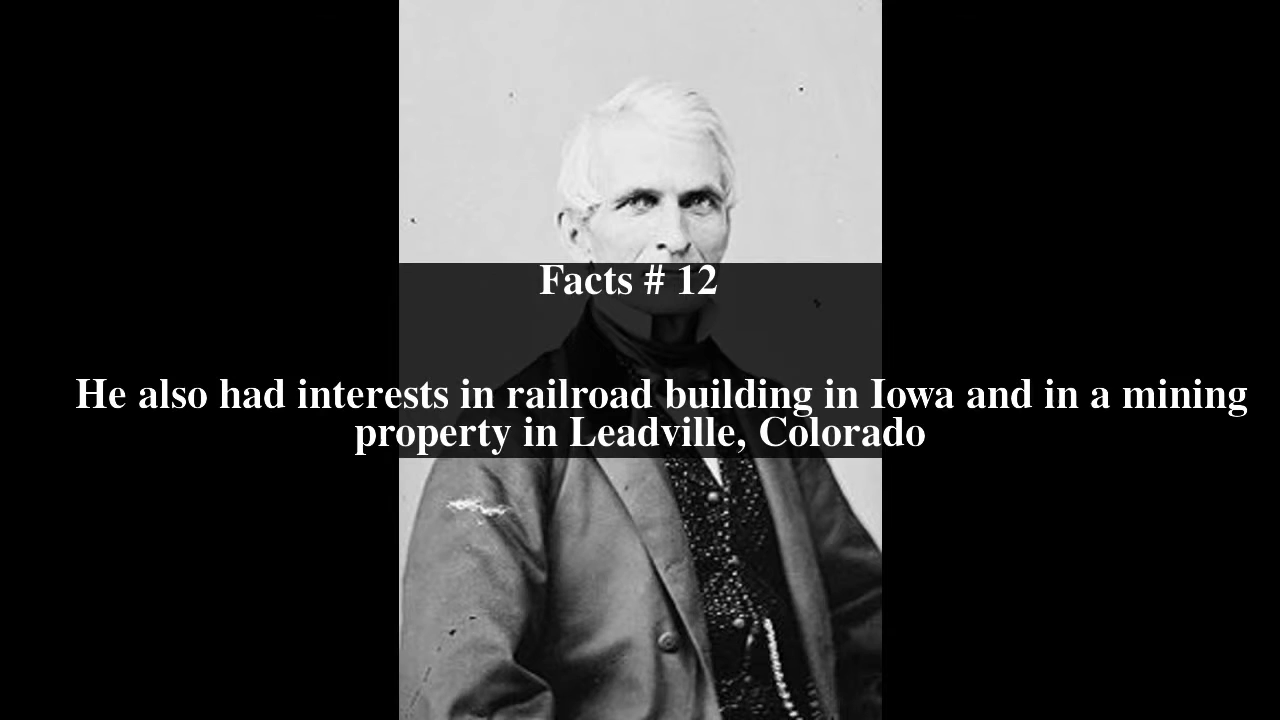 Facts # 12
He also had interests in railroad building in Iowa and in a mining
property in Leadville, Colorado